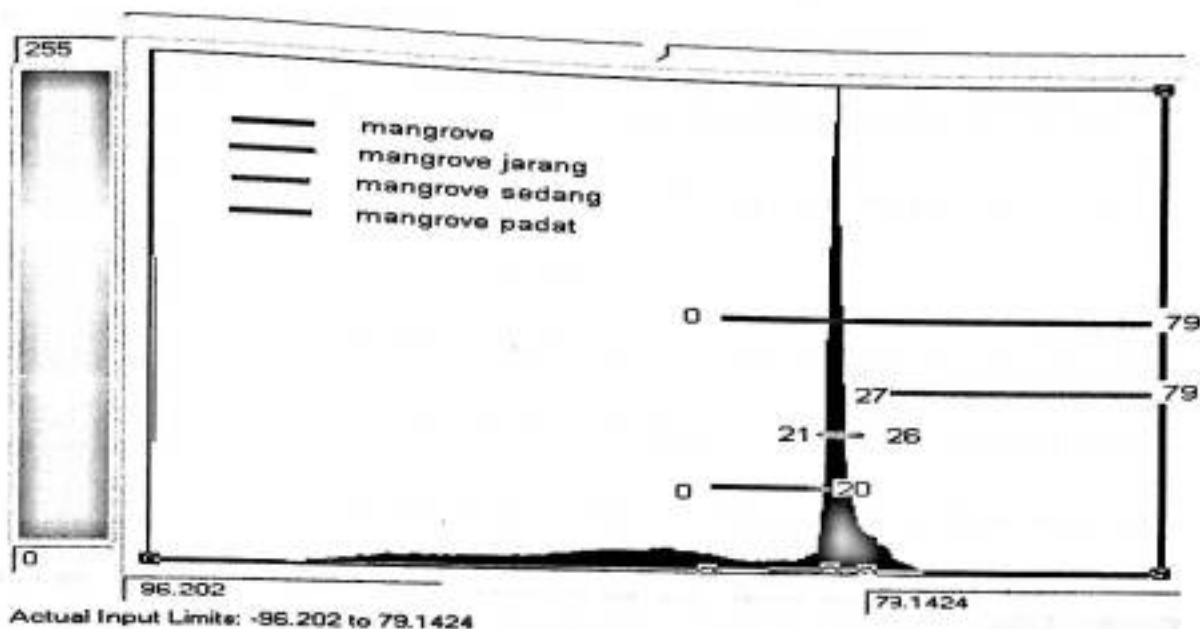 255
mangrove
mangrove jarang
mangrove sedang
mangrove padat
0 79
27 79
21 26
0 20
0
96.202
79.1424
Actual Input Limits: -96.202 to 79.1424